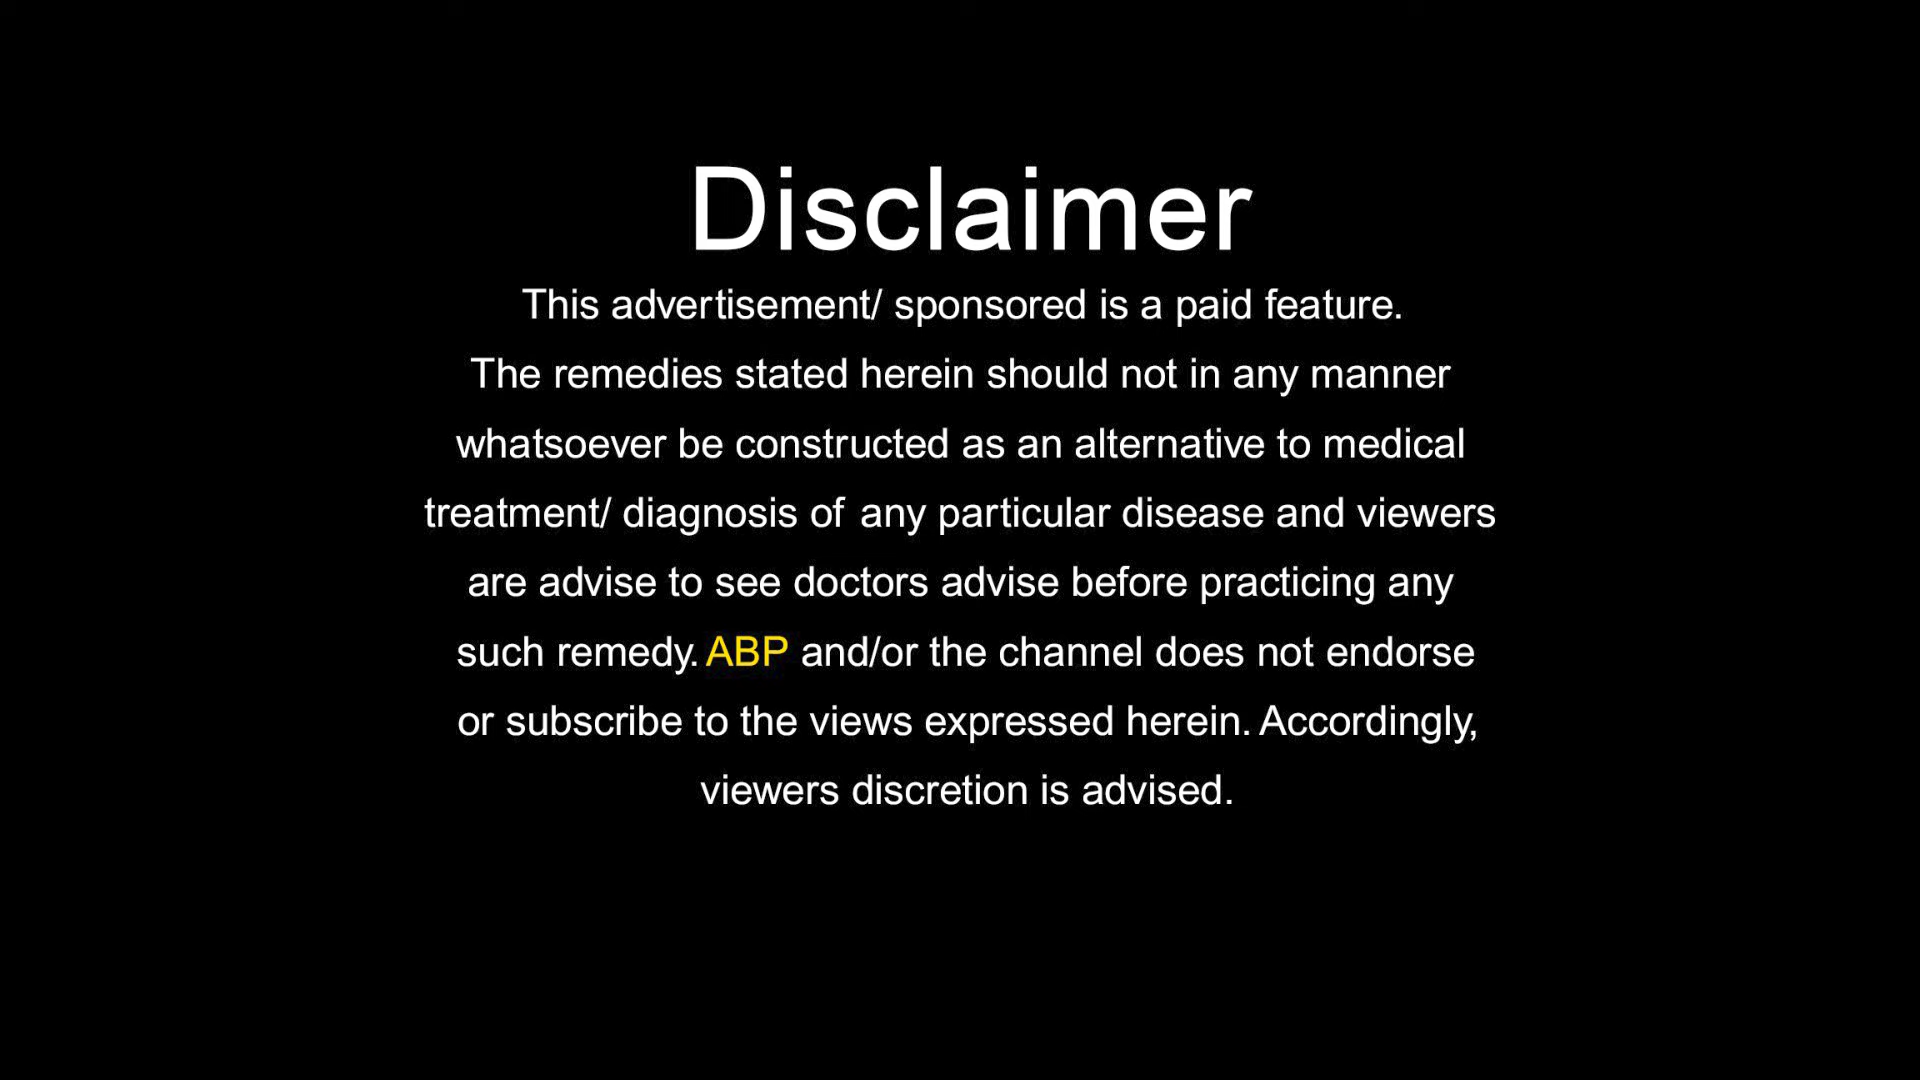 Disclaimer
This advertisement/ sponsored is a paid feature.
The remedies stated herein should not in any manner
whatsoever be constructed as an alternative to medical
treatment/ diagnosis of any particular disease and viewers
are advise to see doctors advise before practicing any
such remedy. ABP and/or the channel does not endorse
or subscribe to the views expressed herein. Accordingly,
viewers discretion is advised.